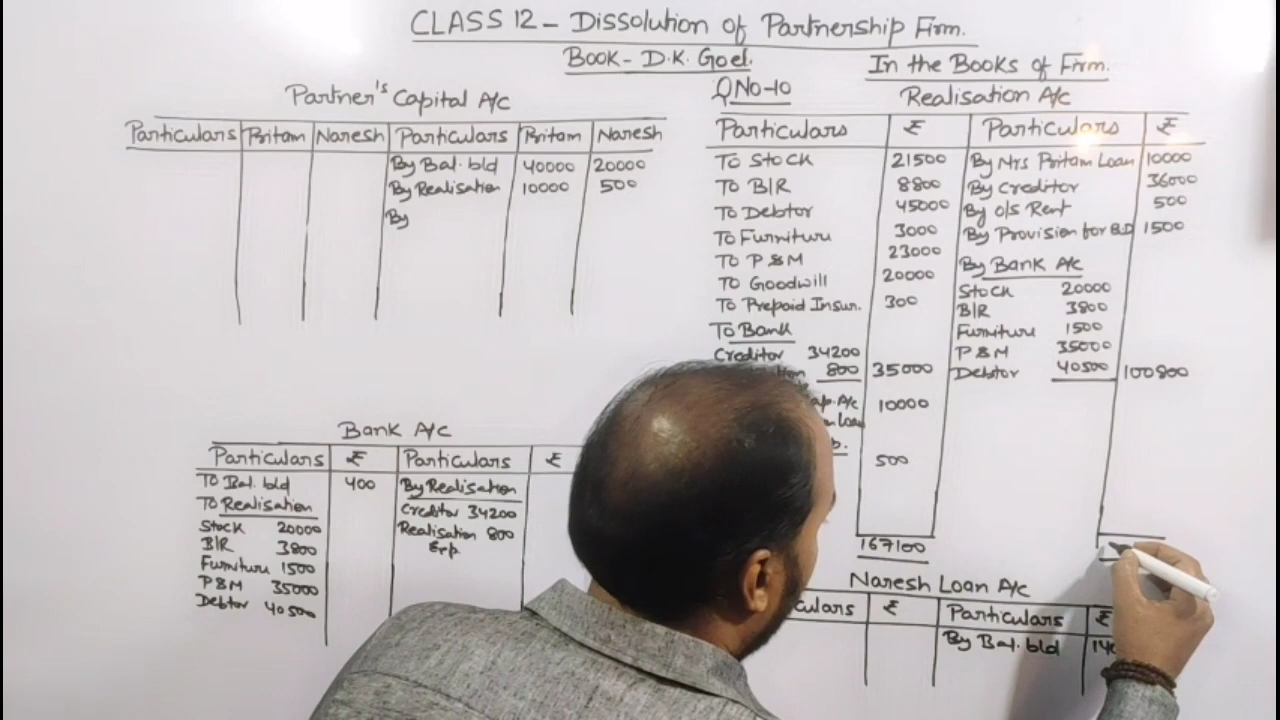 CLASS 12 - Dissolution of Partnership Firm.
BOOK - D.K. Goel.
In the Books of Firm.
Partner's Capital A/C
Particulars Pritam Naresh Particulars Pritam Naresh
By Bal. bld 40000 20000
By Realisation 10000 500
By
QNO-10
Realisation A/C
Particulars ₹ Particulars ₹
To Stock 21500 By Mrs Pritam Loan 10000
To B/R 8800 By Creditor 36000
To Debtor 45000 By O/S Rent 500
To Furniture 3000 By Provision for B.D 1500
To P&M 23000 By Bank A/C
To Goodwill 20000 Stock 20000
To Prepaid Insur. 300 B/R 3800
To Bank Furniture 1500
Creditor 34200 P&M 35000
800 35000 Debtor 40500 100800
ap. A/c 10000
Loan
p. 500
167100
Bank A/C
Particulars ₹ Particulars ₹
To Bal. bld 400 By Realisation
To Realisation Creditor 34200
Stock 20000 Realisation 800
B/R 3800 Exp.
Furniture 1500
P&M 35000
Debtor 40500
Naresh Loan A/C
culars ₹ Particulars ₹
By Bal. bld